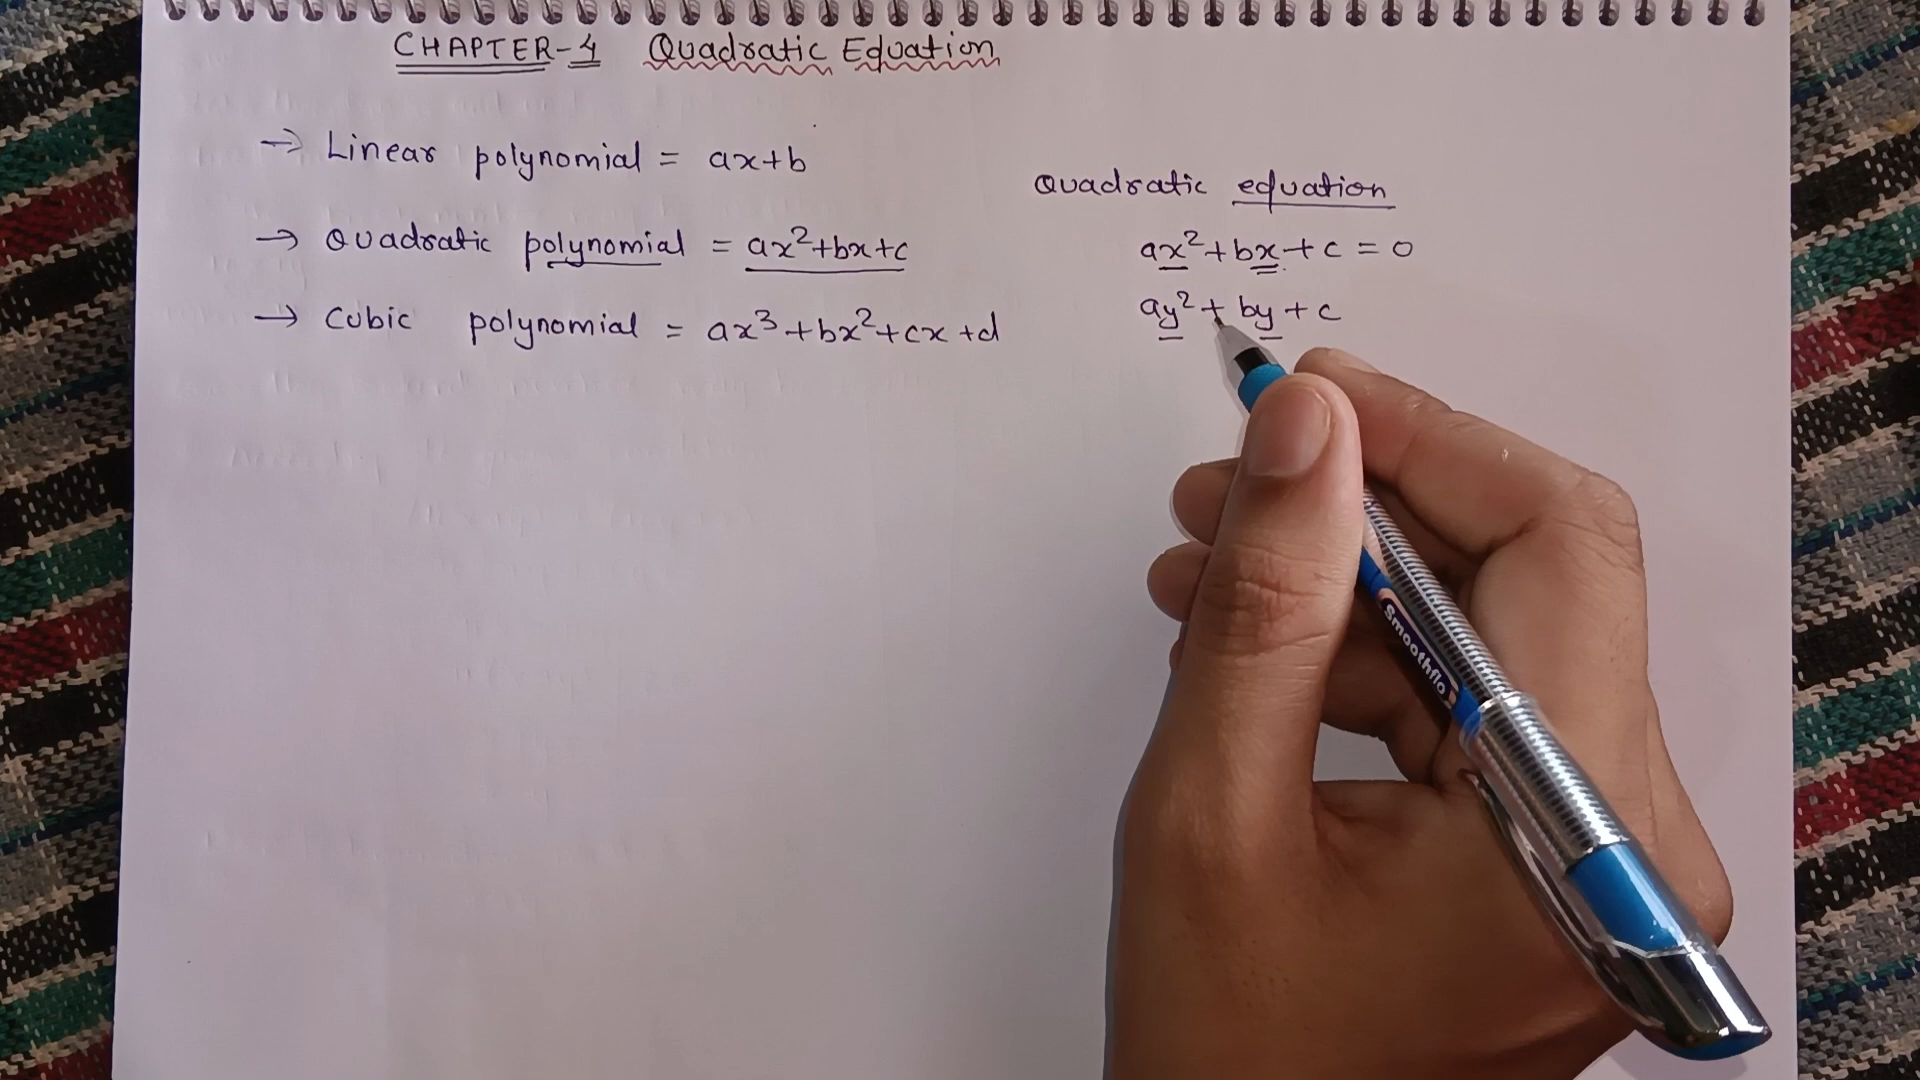 CHAPTER-4 Quadratic Equation
→ Linear polynomial = ax+b
→ Quadratic polynomial = ax²+bx+c
→ Cubic polynomial = ax³+bx²+cx+d
Quadratic equation
ax²+bx+c=0
ay²+by+c
Smoothflo